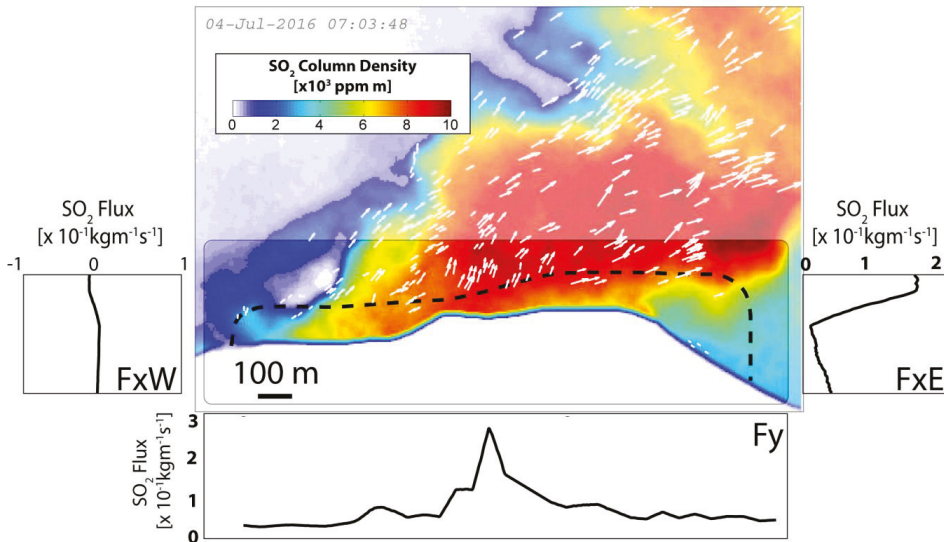 04-Jul-2016 07:03:48
SO₂ Column Density
[x10³ ppm m]
0 2 4 6 8 10
SO₂ Flux
[x 10⁻¹kgm⁻¹s⁻¹]
-1 0 1
FxW
100 m
SO₂ Flux
[x 10⁻¹kgm⁻¹s⁻¹]
0 1 2
FxE
SO₂ Flux
[x 10⁻¹kgm⁻¹s⁻¹]
3
2
1
0
Fy